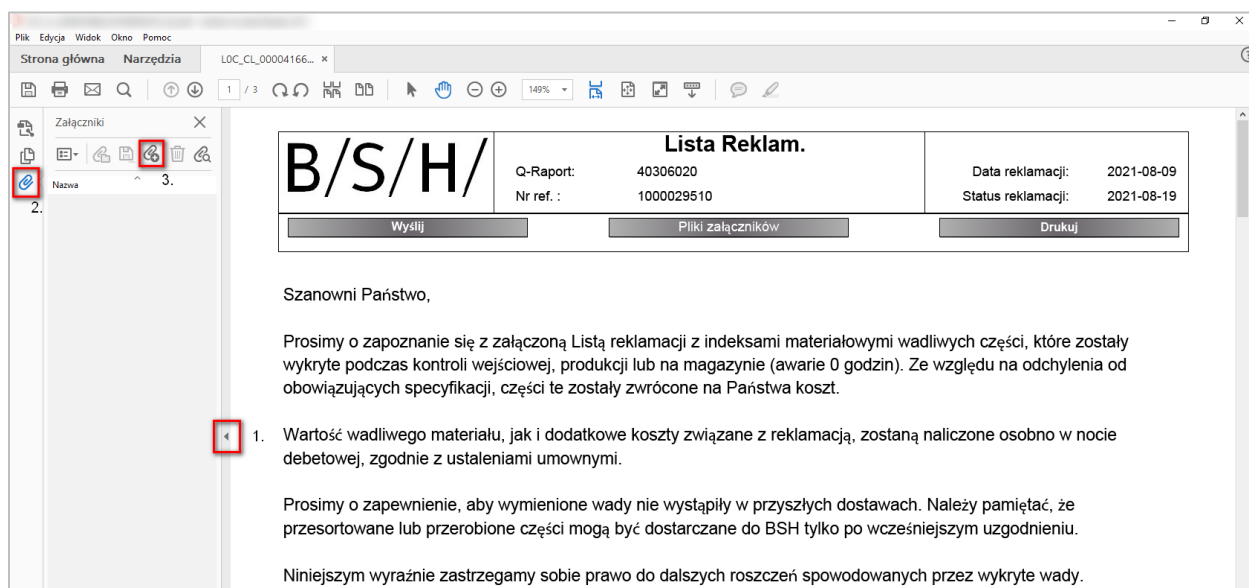 Plik Edycja Widok Okno Pomoc
Strona główna Narzędzia L0C_CL_00004166... ×
1 / 3 149%
Załączniki
Nazwa
3.
2.
B/S/H/
Lista Reklam.
Q-Raport: 40306020
Nr ref. : 1000029510
Data reklamacji: 2021-08-09
Status reklamacji: 2021-08-19
Wyślij Pliki załączników Drukuj
Szanowni Państwo,
Prosimy o zapoznanie się z załączoną Listą reklamacji z indeksami materiałowymi wadliwych części, które zostały
wykryte podczas kontroli wejściowej, produkcji lub na magazynie (awarie 0 godzin). Ze względu na odchylenia od
obowiązujących specyfikacji, części te zostały zwrócone na Państwa koszt.
1. Wartość wadliwego materiału, jak i dodatkowe koszty związane z reklamacją, zostaną naliczone osobno w nocie
debetowej, zgodnie z ustaleniami umownymi.
Prosimy o zapewnienie, aby wymienione wady nie wystąpiły w przyszłych dostawach. Należy pamiętać, że
przesortowane lub przerobione części mogą być dostarczane do BSH tylko po wcześniejszym uzgodnieniu.
Niniejszym wyraźnie zastrzegamy sobie prawo do dalszych roszczeń spowodowanych przez wykryte wady.